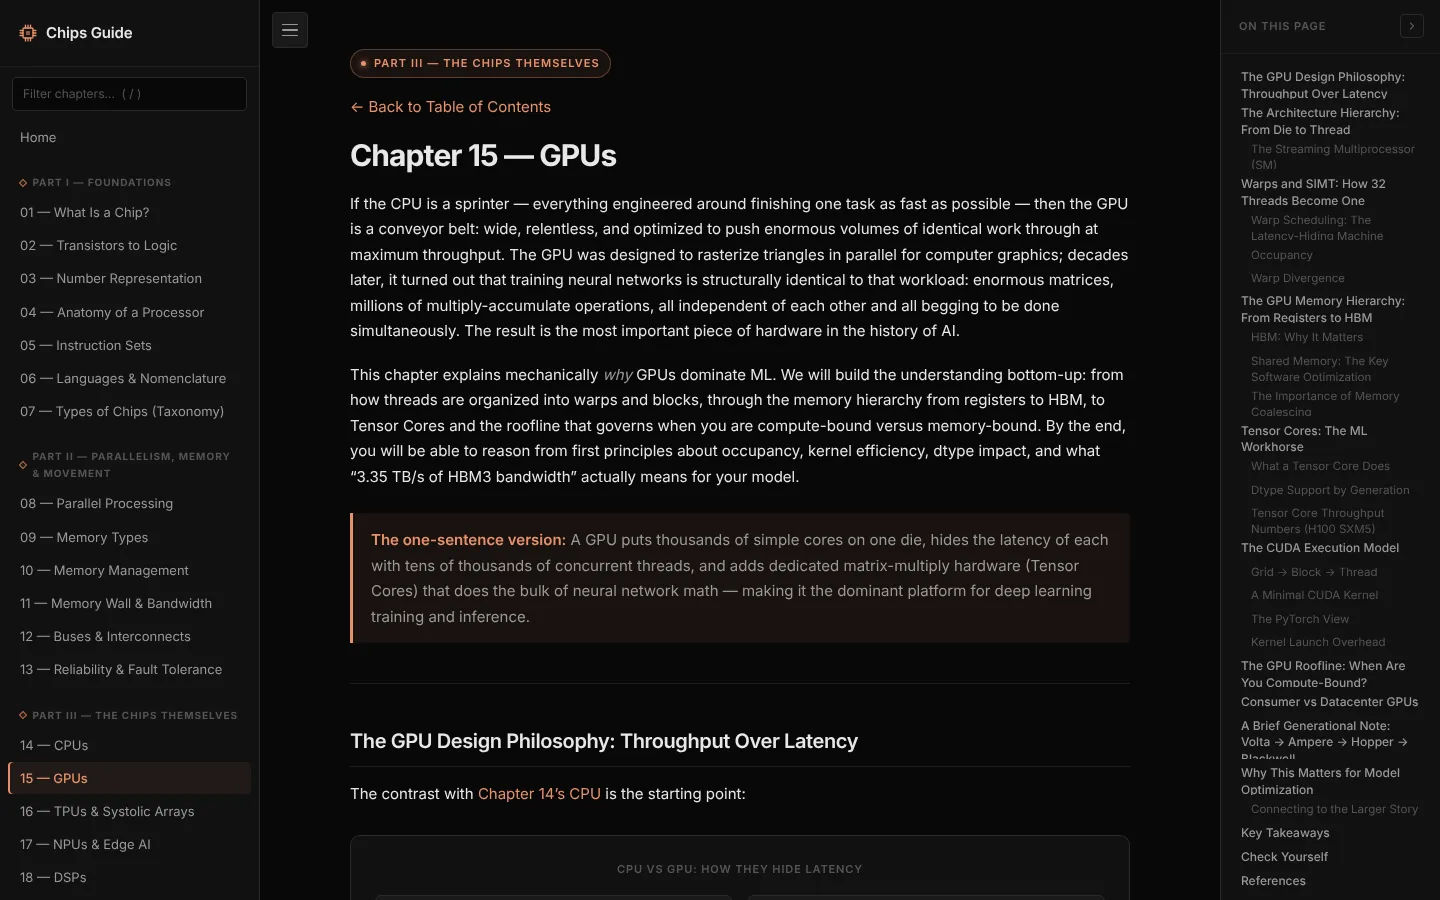 Chips Guide
Filter chapters... ( / )
Home
PART I — FOUNDATIONS
01 — What Is a Chip?
02 — Transistors to Logic
03 — Number Representation
04 — Anatomy of a Processor
05 — Instruction Sets
06 — Languages & Nomenclature
07 — Types of Chips (Taxonomy)
PART II — PARALLELISM, MEMORY
& MOVEMENT
08 — Parallel Processing
09 — Memory Types
10 — Memory Management
11 — Memory Wall & Bandwidth
12 — Buses & Interconnects
13 — Reliability & Fault Tolerance
PART III — THE CHIPS THEMSELVES
14 — CPUs
15 — GPUs
16 — TPUs & Systolic Arrays
17 — NPUs & Edge AI
18 — DSPs
PART III — THE CHIPS THEMSELVES
← Back to Table of Contents
Chapter 15 — GPUs
If the CPU is a sprinter — everything engineered around finishing one task as fast as possible — then the GPU
is a conveyor belt: wide, relentless, and optimized to push enormous volumes of identical work through at
maximum throughput. The GPU was designed to rasterize triangles in parallel for computer graphics; decades
later, it turned out that training neural networks is structurally identical to that workload: enormous matrices,
millions of multiply-accumulate operations, all independent of each other and all begging to be done
simultaneously. The result is the most important piece of hardware in the history of AI.
This chapter explains mechanically why GPUs dominate ML. We will build the understanding bottom-up: from
how threads are organized into warps and blocks, through the memory hierarchy from registers to HBM, to
Tensor Cores and the roofline that governs when you are compute-bound versus memory-bound. By the end,
you will be able to reason from first principles about occupancy, kernel efficiency, dtype impact, and what
“3.35 TB/s of HBM3 bandwidth” actually means for your model.
The one-sentence version: A GPU puts thousands of simple cores on one die, hides the latency of each
with tens of thousands of concurrent threads, and adds dedicated matrix-multiply hardware (Tensor
Cores) that does the bulk of neural network math — making it the dominant platform for deep learning
training and inference.
The GPU Design Philosophy: Throughput Over Latency
The contrast with Chapter 14’s CPU is the starting point:
CPU VS GPU: HOW THEY HIDE LATENCY
ON THIS PAGE
The GPU Design Philosophy:
Throughput Over Latency
The Architecture Hierarchy:
From Die to Thread
The Streaming Multiprocessor
(SM)
Warps and SIMT: How 32
Threads Become One
Warp Scheduling: The
Latency-Hiding Machine
Occupancy
Warp Divergence
The GPU Memory Hierarchy:
From Registers to HBM
HBM: Why It Matters
Shared Memory: The Key
Software Optimization
The Importance of Memory
Coalescing
Tensor Cores: The ML
Workhorse
What a Tensor Core Does
Dtype Support by Generation
Tensor Core Throughput
Numbers (H100 SXM5)
The CUDA Execution Model
Grid → Block → Thread
A Minimal CUDA Kernel
The PyTorch View
Kernel Launch Overhead
The GPU Roofline: When Are
You Compute-Bound?
Consumer vs Datacenter GPUs
A Brief Generational Note:
Volta → Ampere → Hopper →
Blackwell
Why This Matters for Model
Optimization
Connecting to the Larger Story
Key Takeaways
Check Yourself
References